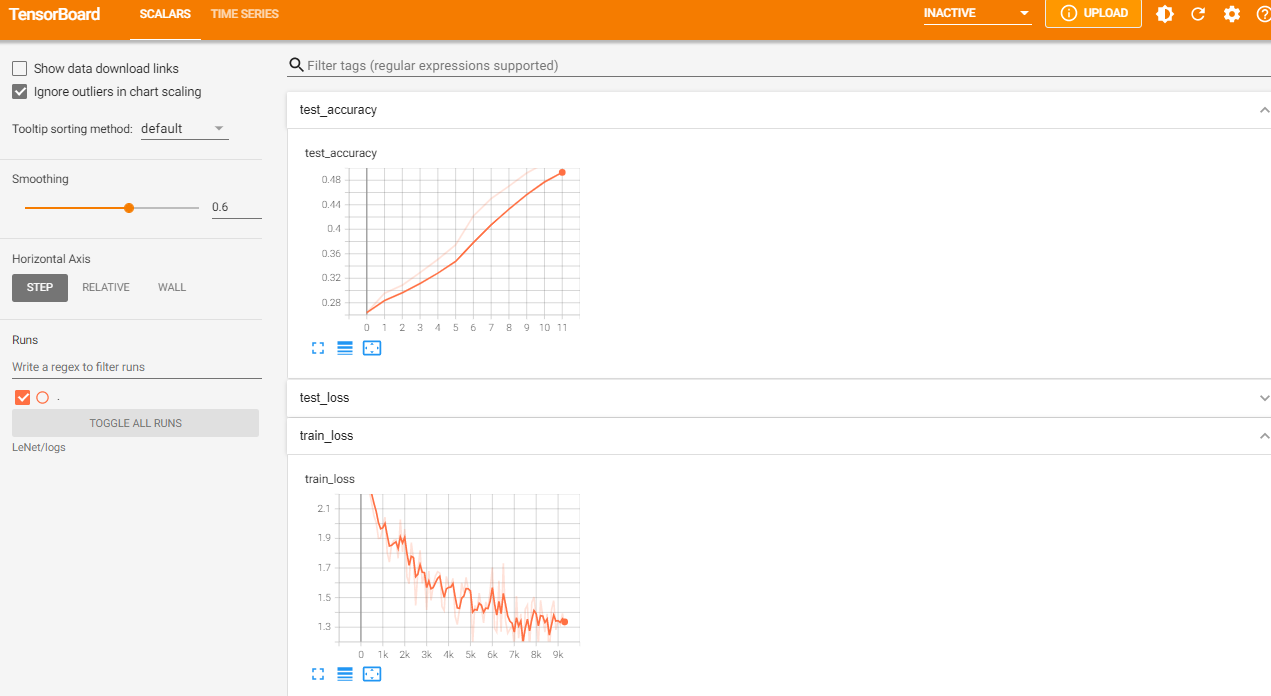 TensorBoard SCALARS TIME SERIES INACTIVE UPLOAD
Show data download links
Ignore outliers in chart scaling
Tooltip sorting method: default
Smoothing
0.6
Horizontal Axis
STEP RELATIVE WALL
Runs
Write a regex to filter runs
.
TOGGLE ALL RUNS
LeNet/logs
Filter tags (regular expressions supported)
test_accuracy
test_accuracy
0.48
0.44
0.4
0.36
0.32
0.28
0 1 2 3 4 5 6 7 8 9 10 11
test_loss
train_loss
train_loss
2.1
1.9
1.7
1.5
1.3
0 1k 2k 3k 4k 5k 6k 7k 8k 9k